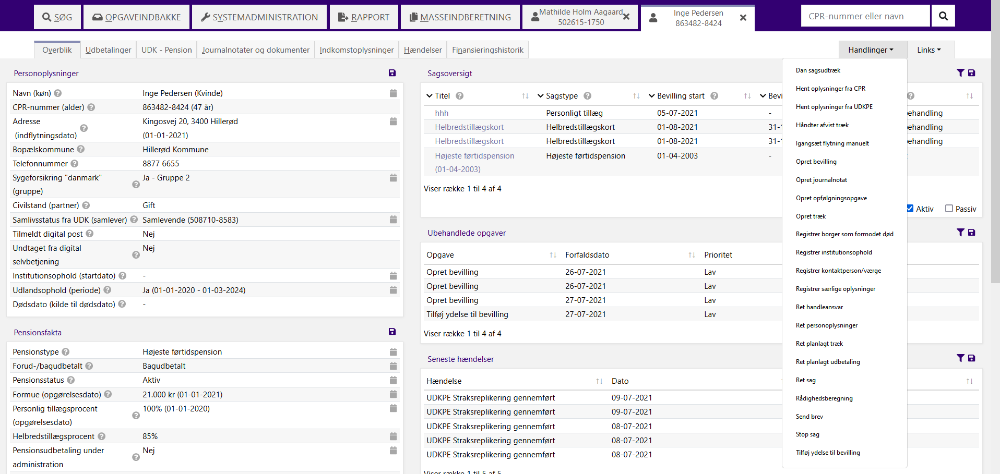 SØG
OPGAVEINDBAKKE
SYSTEMADMINISTRATION
RAPPORT
MASSEINDBERETNING
Mathilde Holm Aagaard
502615-1750
Inge Pedersen
863482-8424
CPR-nummer eller navn
Overblik
Udbetalinger
UDK - Pension
Journalnotater og dokumenter
Indkomstoplysninger
Hændelser
Finansieringshistorik
Handlinger
Links
Personoplysninger
Navn (køn) Inge Pedersen (Kvinde)
CPR-nummer (alder) 863482-8424 (47 år)
Adresse Kingosvej 20, 3400 Hillerød
(indflytningsdato) (01-01-2021)
Bopælskommune Hillerød Kommune
Telefonnummer 8877 6655
Sygeforsikring "danmark" Ja - Gruppe 2
(gruppe)
Civilstand (partner) Gift
Samlivsstatus fra UDK (samlever) Samlevende (508710-8583)
Tilmeldt digital post Nej
Undtaget fra digital Nej
selvbetjening
Institutionsophold (startdato) -
Udlandsophold (periode) Ja (01-01-2020 - 01-03-2024)
Dødsdato (kilde til dødsdato) -
Pensionsfakta
Pensionstype Højeste førtidspension
Forud-/bagudbetalt Bagudbetalt
Pensionsstatus Aktiv
Formue (opgørelsesdato) 21.000 kr (01-01-2021)
Personlig tillægsprocent 100% (01-01-2020)
(opgørelsesdato)
Helbredstillægsprocent 85%
Pensionsudbetaling under Nej
administration
Sagsoversigt
Titel Sagstype Bevilling start Bevi
hhh Personligt tillæg 05-07-2021 - ehandling
Helbredstillægskort Helbredstillægskort 01-08-2021 31-1 ehandling
Helbredstillægskort Helbredstillægskort 01-08-2021 31-1 ehandling
Højeste førtidspension Højeste førtidspension 01-04-2003 -
(01-04-2003)
Viser række 1 til 4 af 4
Aktiv Passiv
Ubehandlede opgaver
Opgave Forfaldsdato Prioritet
Opret bevilling 26-07-2021 Lav
Opret bevilling 26-07-2021 Lav
Opret bevilling 27-07-2021 Lav
Tilføj ydelse til bevilling 27-07-2021 Lav
Viser række 1 til 4 af 4
Seneste hændelser
Hændelse Dato
UDKPE Straksreplikering gennemført 09-07-2021
UDKPE Straksreplikering gennemført 09-07-2021
UDKPE Straksreplikering gennemført 08-07-2021
UDKPE Straksreplikering gennemført 08-07-2021
UDKPE Straksreplikering gennemført 08-07-2021
Viser række 1 til 5 af 5
Dan sagsudtræk
Hent oplysninger fra CPR
Hent oplysninger fra UDKPE
Håndter afvist træk
Igangsæt flytning manuelt
Opret bevilling
Opret journalnotat
Opret opfølgningsopgave
Opret træk
Registrer borger som formodet død
Registrer institutionsophold
Registrer kontaktperson/værge
Registrer særlige oplysninger
Ret handleansvar
Ret personoplysninger
Ret planlagt træk
Ret planlagt udbetaling
Ret sag
Rådighedsberegning
Send brev
Stop sag
Tilføj ydelse til bevilling